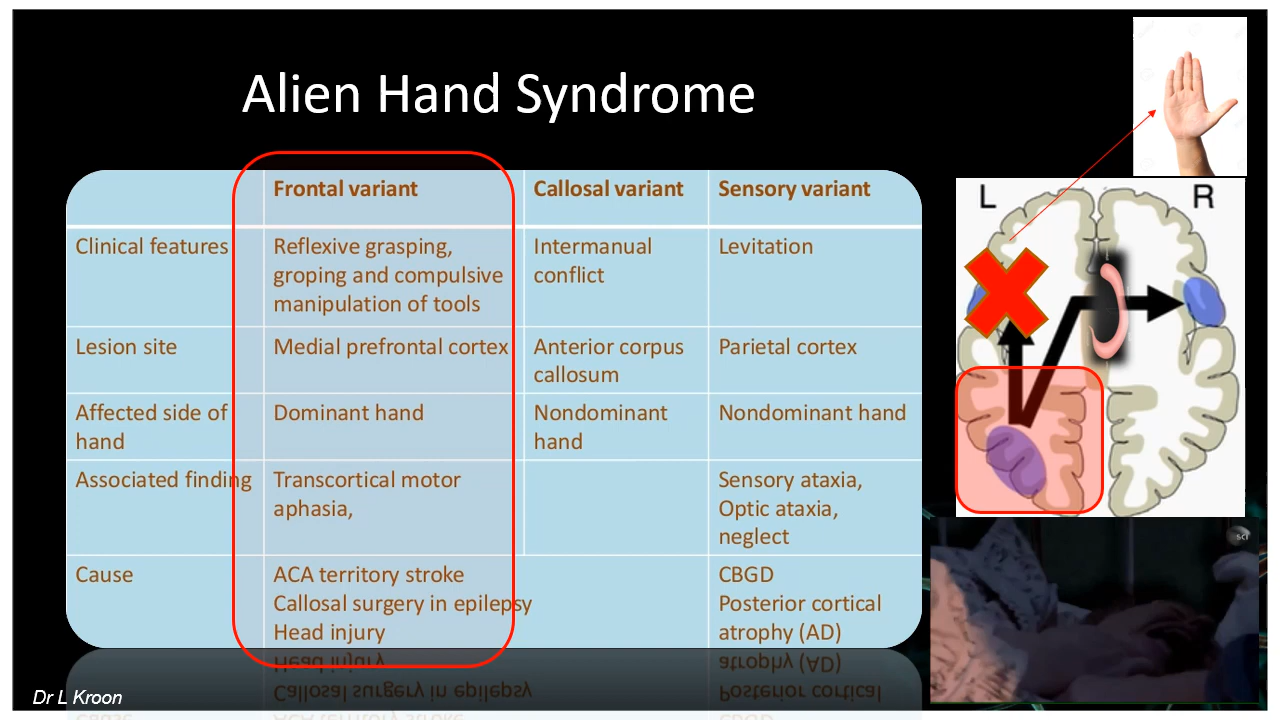 Alien Hand Syndrome
Frontal variant
Callosal variant
Sensory variant
Clinical features
Reflexive grasping,
groping and compulsive
manipulation of tools
Intermanual
conflict
Levitation
Lesion site
Medial prefrontal cortex
Anterior corpus
callosum
Parietal cortex
Affected side of
hand
Dominant hand
Nondominant
hand
Nondominant hand
Associated finding
Transcortical motor
aphasia,
Sensory ataxia,
Optic ataxia,
neglect
Cause
ACA territory stroke
Callosal surgery in epilepsy
Head injury
CBGD
Posterior cortical
atrophy (AD)
L
R
SCI
Dr L Kroon